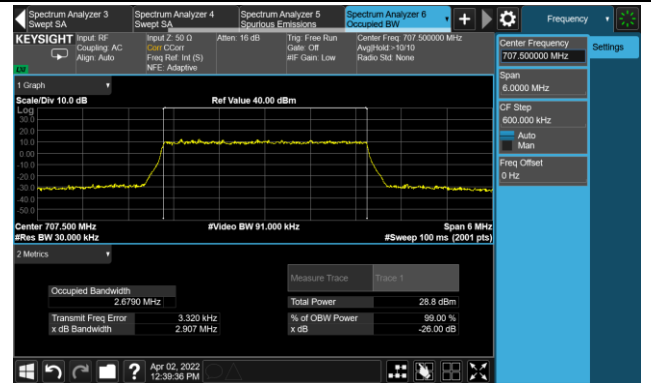 Spectrum Analyzer 3
Swept SA
Spectrum Analyzer 4
Swept SA
Spectrum Analyzer 5
Spurious Emissions
Spectrum Analyzer 6
Occupied BW
Frequency
KEYSIGHT
Input: RF
Coupling: AC
Align: Auto
Input Z: 50 Ω
Corr CCorr
Freq Ref: Int (S)
NFE: Adaptive
Atten: 16 dB
Trig: Free Run
Gate: Off
#IF Gain: Low
Center Freq: 707.500000 MHz
Avg|Hold:>10/10
Radio Std: None
Center Frequency
707.500000 MHz
Settings
Span
6.0000 MHz
CF Step
600.000 kHz
Auto
Man
Freq Offset
0 Hz
1 Graph
Scale/Div 10.0 dB
Ref Value 40.00 dBm
Log
30.0
20.0
10.0
0.00
-10.0
-20.0
-30.0
-40.0
-50.0
Center 707.500 MHz
#Video BW 91.000 kHz
Span 6 MHz
#Res BW 30.000 kHz
#Sweep 100 ms (2001 pts)
2 Metrics
Measure Trace
Trace 1
Occupied Bandwidth
2.6790 MHz
Total Power
28.8 dBm
Transmit Freq Error
3.320 kHz
% of OBW Power
99.00 %
x dB Bandwidth
2.907 MHz
x dB
-26.00 dB
Apr 02, 2022
12:39:36 PM